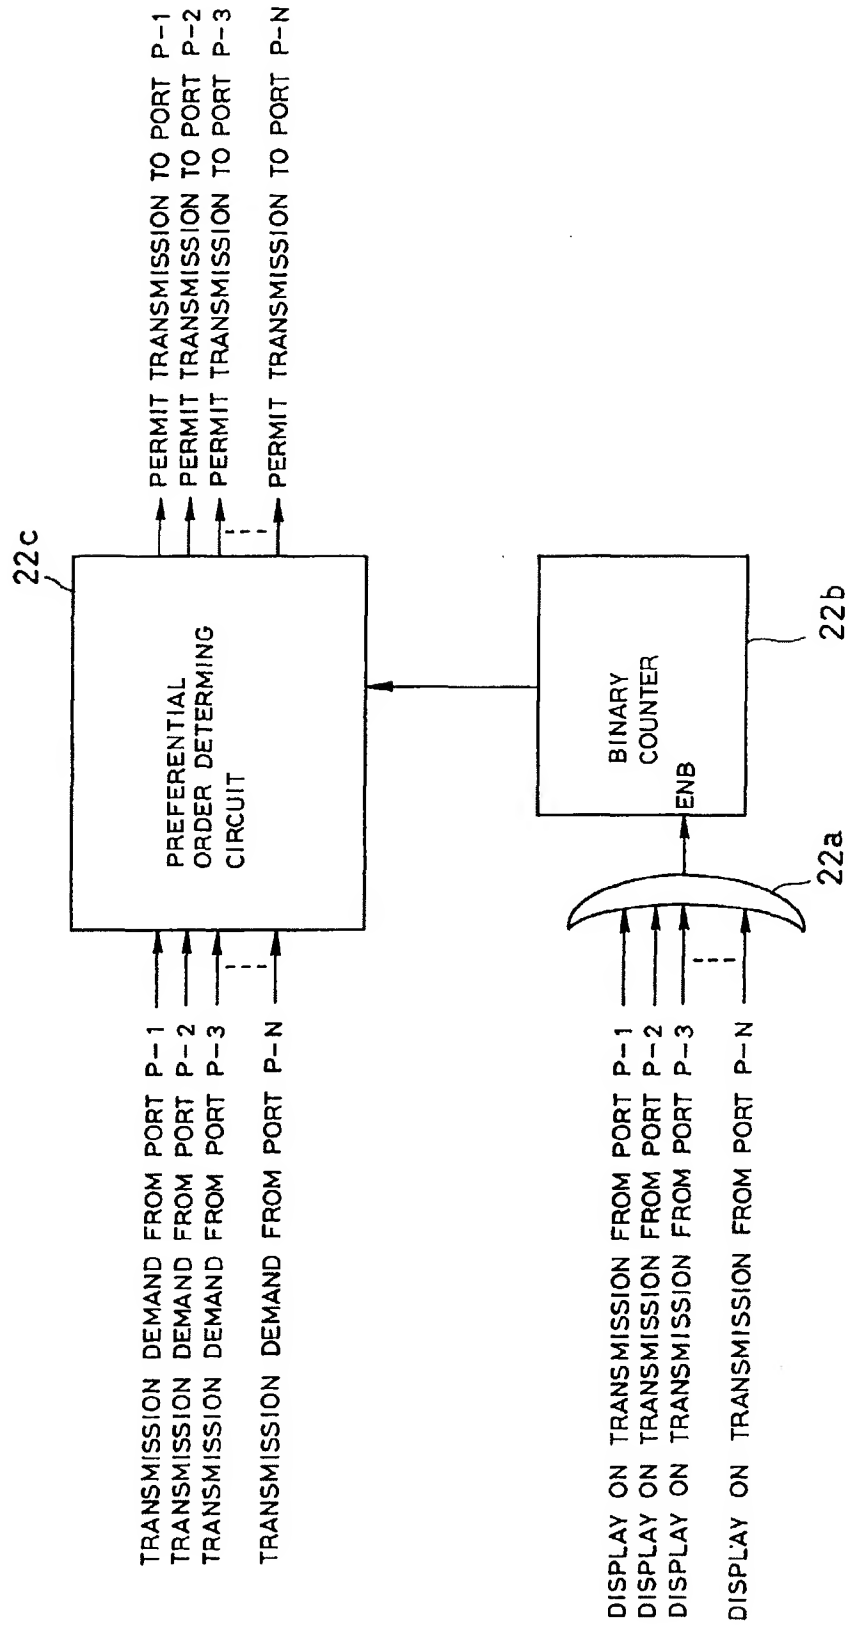 TRANSMISSION DEMAND FROM PORT P-1
TRANSMISSION DEMAND FROM PORT P-2
TRANSMISSION DEMAND FROM PORT P-3
TRANSMISSION DEMAND FROM PORT P-N
22c
PREFERENTIAL
ORDER DETERMING
CIRCUIT
PERMIT TRANSMISSION TO PORT P-1
PERMIT TRANSMISSION TO PORT P-2
PERMIT TRANSMISSION TO PORT P-3
PERMIT TRANSMISSION TO PORT P-N
DISPLAY ON TRANSMISSION FROM PORT P-1
DISPLAY ON TRANSMISSION FROM PORT P-2
DISPLAY ON TRANSMISSION FROM PORT P-3
DISPLAY ON TRANSMISSION FROM PORT P-N
22a
BINARY
COUNTER
ENB
22b